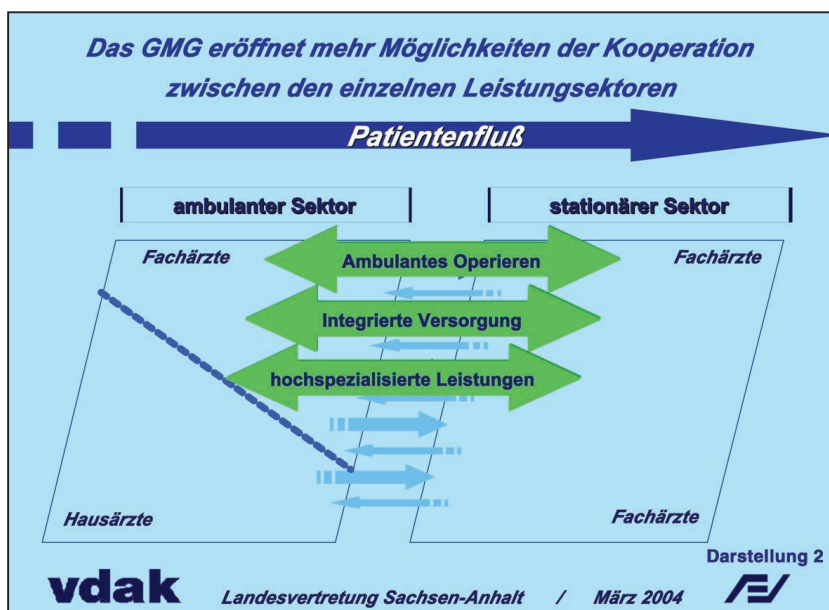 Das GMG eröffnet mehr Möglichkeiten der Kooperation
zwischen den einzelnen Leistungsektoren
Patientenfluß
ambulanter Sektor
stationärer Sektor
Fachärzte
Fachärzte
Ambulantes Operieren
Integrierte Versorgung
hochspezialisierte Leistungen
Hausärzte
Fachärzte
Darstellung 2
vdak
Landesvertretung Sachsen-Anhalt / März 2004